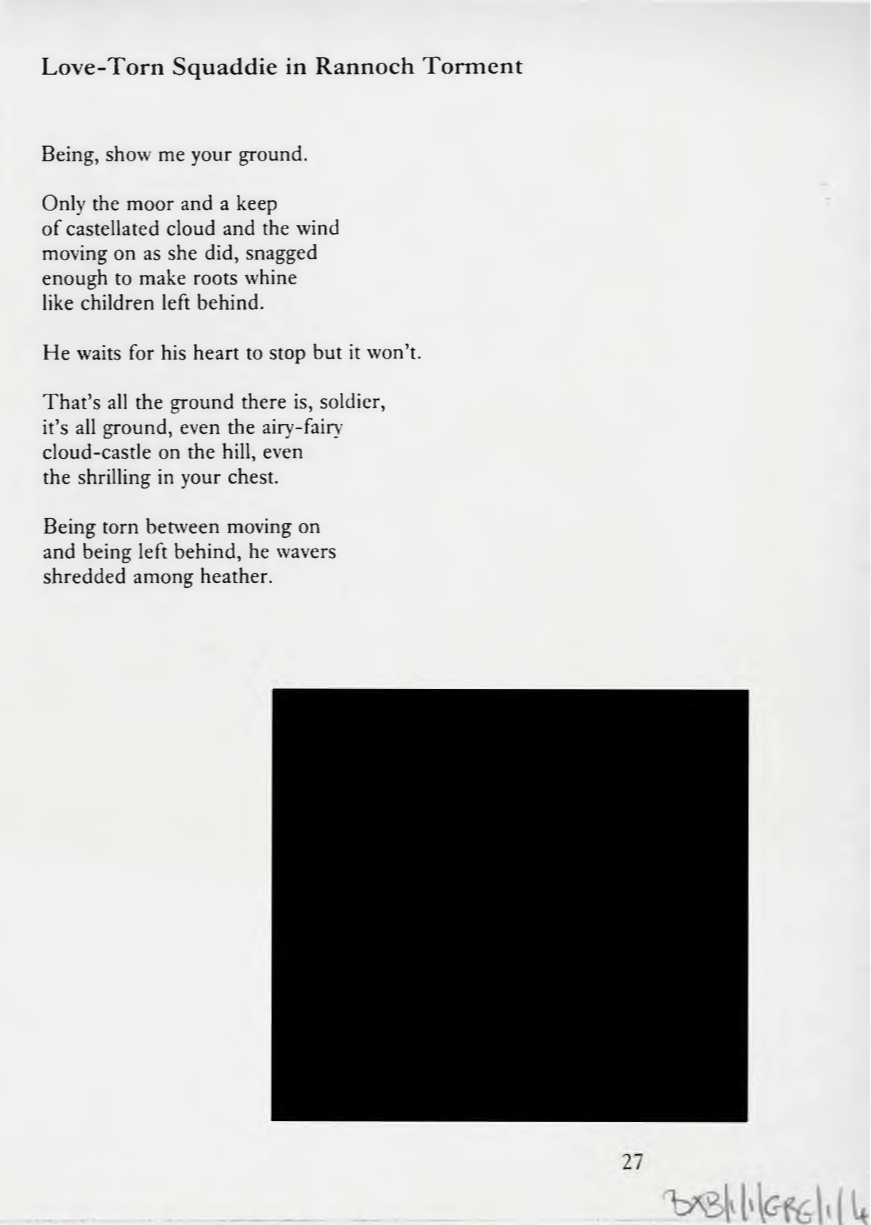 Love-Torn Squaddie in Rannoch Torment
Being, show me your ground.
Only the moor and a keep
of castellated cloud and the wind
moving on as she did, snagged
enough to make roots whine
like children left behind.
He waits for his heart to stop but it won't.
That's all the ground there is, soldier,
it's all ground, even the airy-fairy
cloud-castle on the hill, even
the shrilling in your chest.
Being torn between moving on
and being left behind, he wavers
shredded among heather.
27
BXB/1/1/GRE/1/14